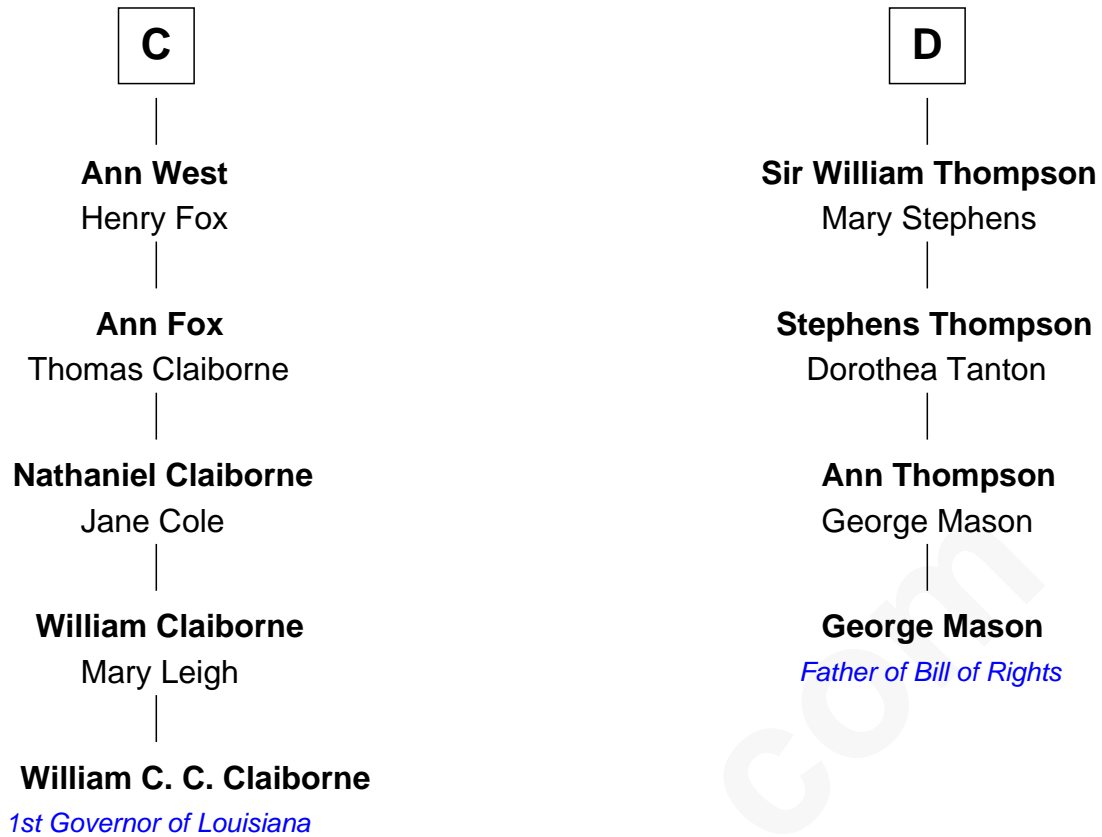 C
Ann West
Henry Fox
Ann Fox
Thomas Claiborne
Nathaniel Claiborne
Jane Cole
William Claiborne
Mary Leigh
William C. C. Claiborne
1st Governor of Louisiana
D
Sir William Thompson
Mary Stephens
Stephens Thompson
Dorothea Tanton
Ann Thompson
George Mason
George Mason
Father of Bill of Rights
com